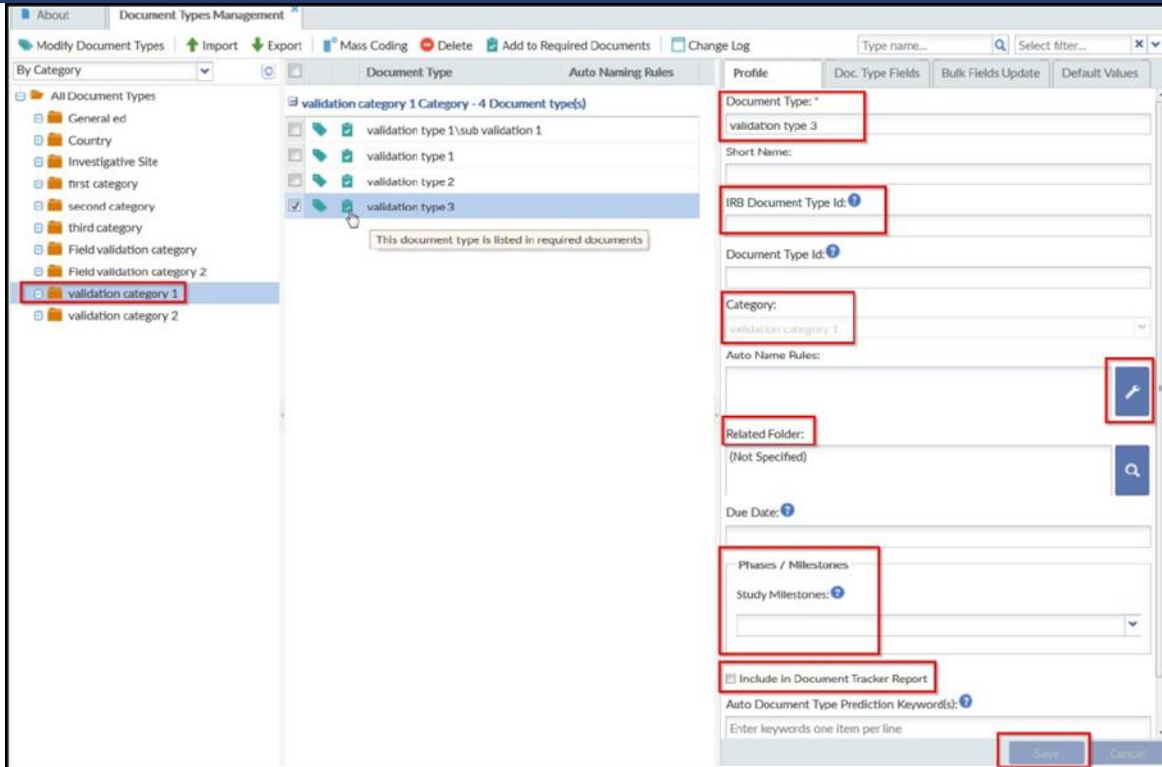 About Document Types Management
Modify Document Types Import Export Mass Coding Delete Add to Required Documents Change Log Type name... Select filter...
By Category
All Document Types
General ed
Country
Investigative Site
first category
second category
third category
Field validation category
Field validation category 2
validation category 1
validation category 2
Document Type Auto Naming Rules
validation category 1 Category - 4 Document type(s)
validation type 1\sub validation 1
validation type 1
validation type 2
validation type 3
This document type is listed in required documents
Profile Doc. Type Fields Bulk Fields Update Default Values
Document Type: *
validation type 3
Short Name:
IRB Document Type Id:
Document Type Id:
Category:
validation category 1
Auto Name Rules:
Related Folder:
(Not Specified)
Due Date:
Phases / Milestones
Study Milestones:
Include in Document Tracker Report
Auto Document Type Prediction Keyword(s):
Enter keywords one item per line
Save Cancel